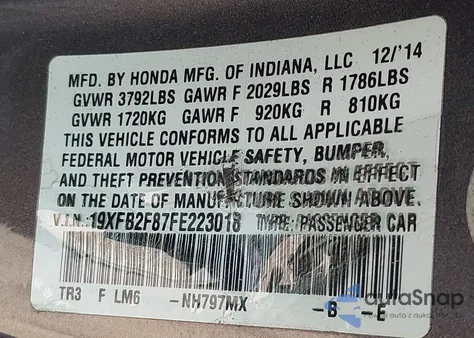 MFD. BY HONDA MFG. OF INDIANA, LLC 12/'14
GVWR 3792LBS GAWR F 2029LBS R 1786LBS
GVWR 1720KG GAWR F 920KG R 810KG
THIS VEHICLE CONFORMS TO ALL APPLICABLE
FEDERAL MOTOR VEHICLE SAFETY, BUMPER,
AND THEFT PREVENTION STANDARDS IN EFFECT
ON THE DATE OF MANUFACTURE SHOWN ABOVE.
V.I.N.:19XFB2F87FE223018 TYPE: PASSENGER CAR
TR3 F LM6 -NH797MX -B -E
autoSnap